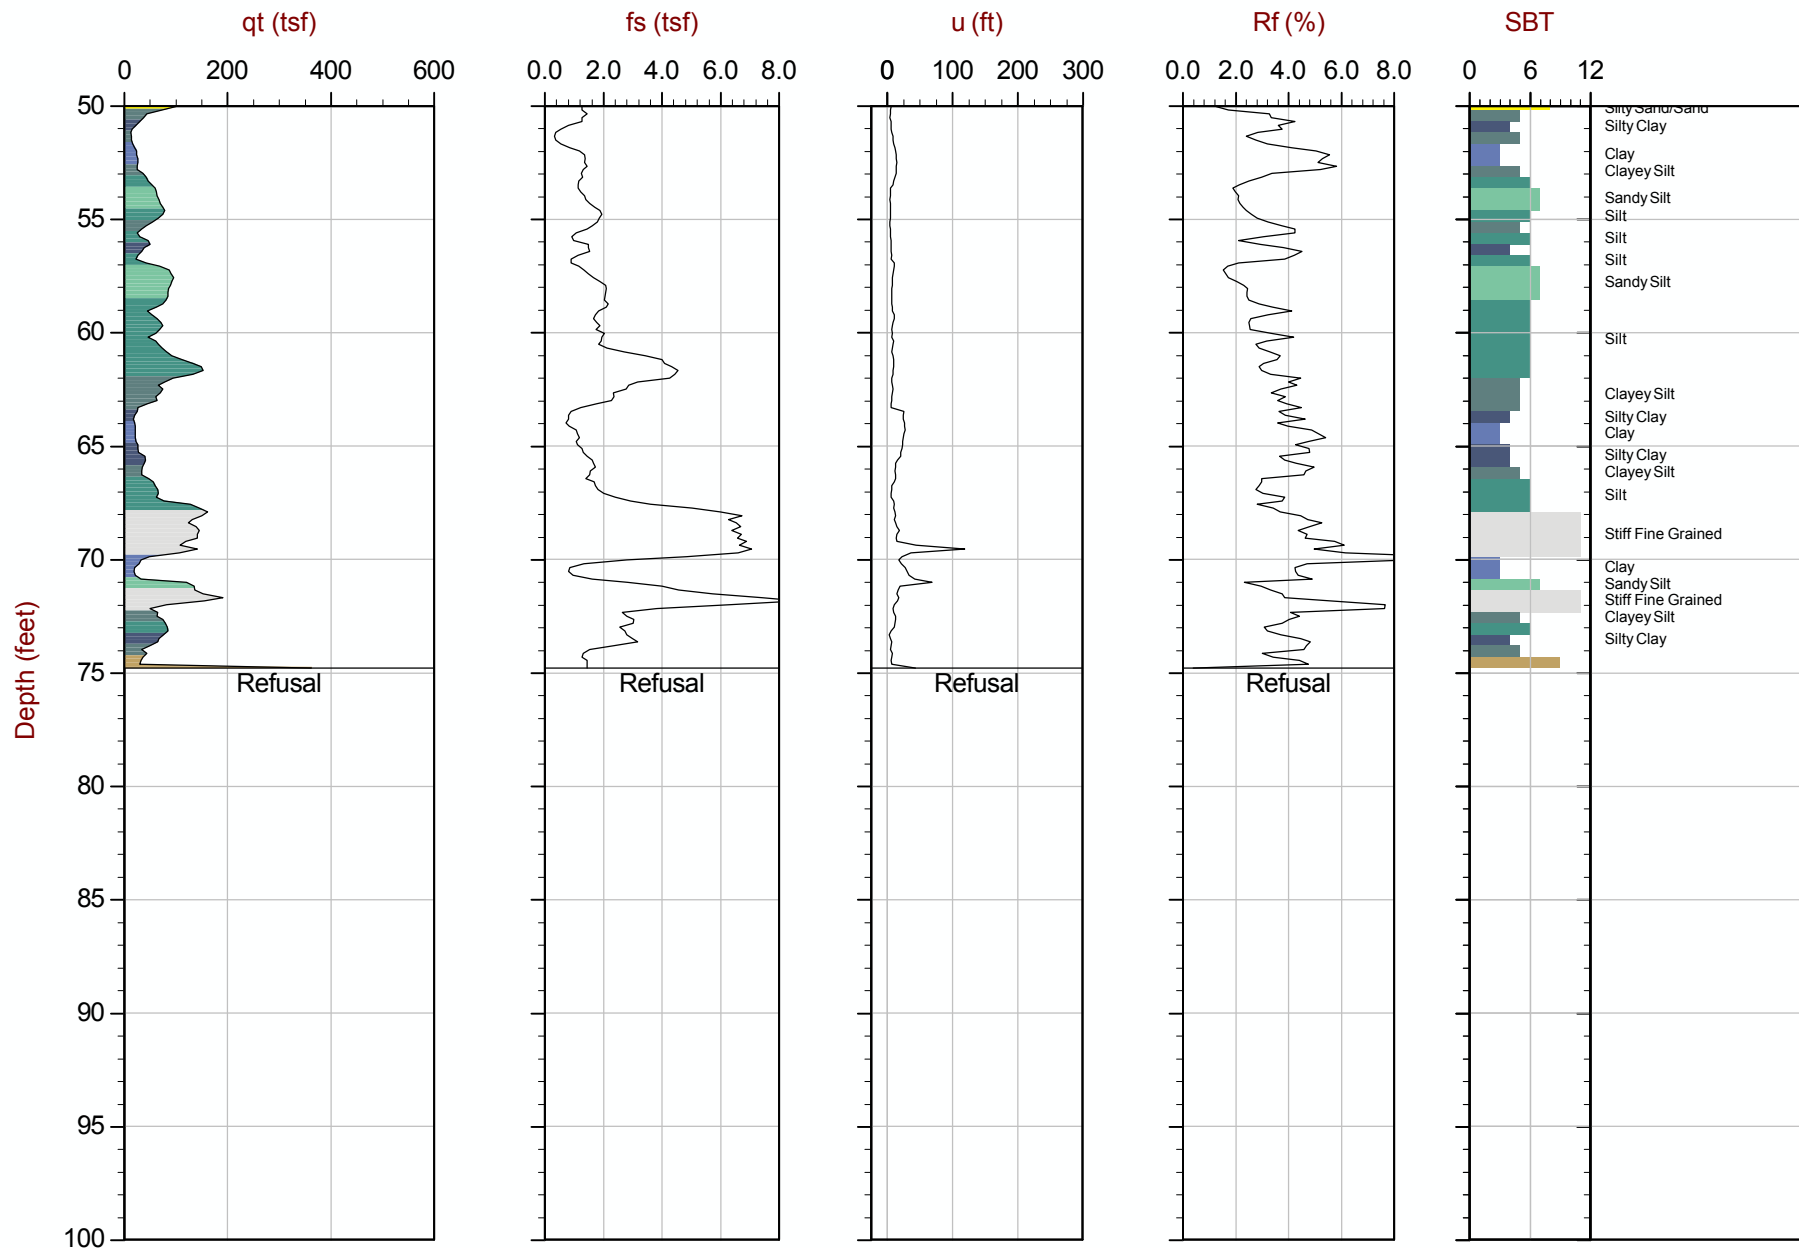 qt (tsf) fs (tsf) u (ft) Rf (%) SBT
0 200 400 600 0.0 2.0 4.0 6.0 8.0 0 100 200 300 0.0 2.0 4.0 6.0 8.0 0 6 12
50
Silty Sand/Sand
Silty Clay
Clay
Clayey Silt
Sandy Silt
55
Silt
Silt
Silt
Sandy Silt
60
Silt
Clayey Silt
Silty Clay
Clay
65
Silty Clay
Clayey Silt
Silt
Stiff Fine Grained
70
Clay
Sandy Silt
Stiff Fine Grained
Clayey Silt
Silty Clay
75
Refusal Refusal Refusal Refusal
Depth (feet)
80
85
90
95
100